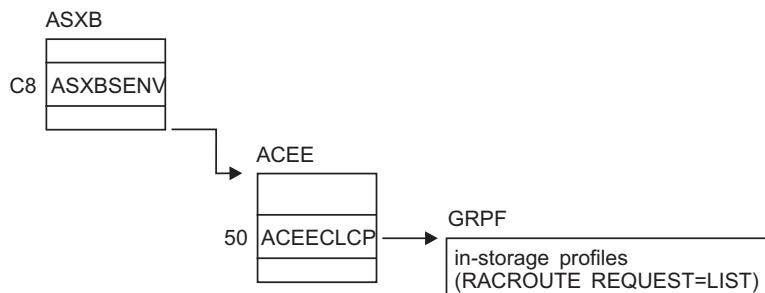 ASXB
C8 ASXBSENV
ACEE
50 ACEECLCP
GRPF
in-storage profiles
(RACROUTE REQUEST=LIST)